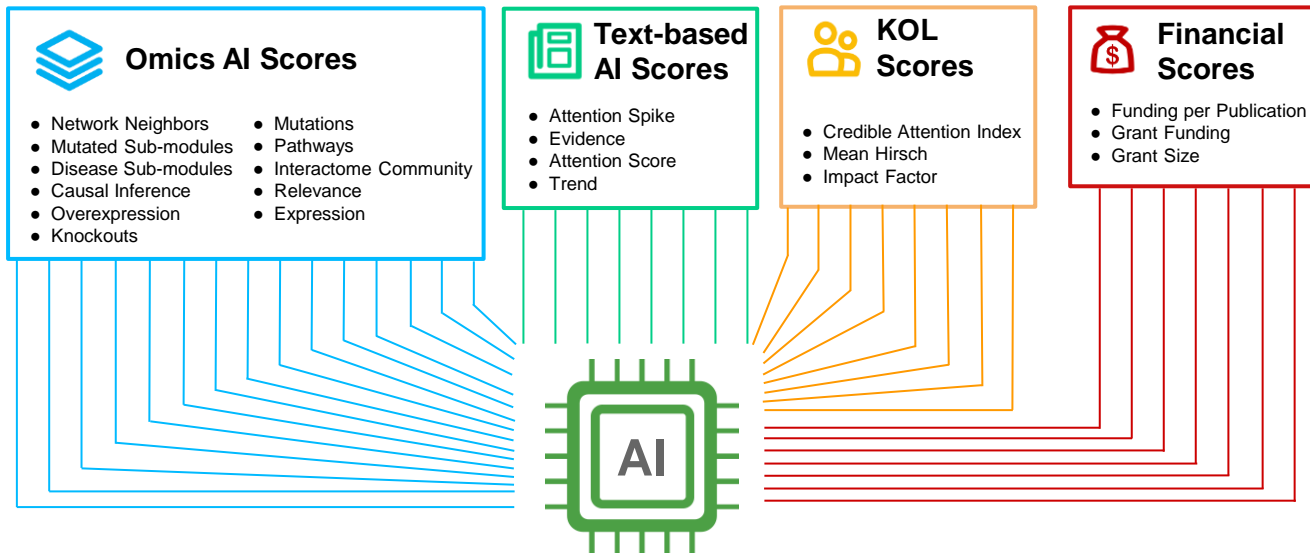 Omics AI Scores
● Network Neighbors
● Mutated Sub-modules
● Disease Sub-modules
● Causal Inference
● Overexpression
● Knockouts
● Mutations
● Pathways
● Interactome Community
● Relevance
● Expression
Text-based
AI Scores
● Attention Spike
● Evidence
● Attention Score
● Trend
KOL
Scores
● Credible Attention Index
● Mean Hirsch
● Impact Factor
$
Financial
Scores
● Funding per Publication
● Grant Funding
● Grant Size
AI